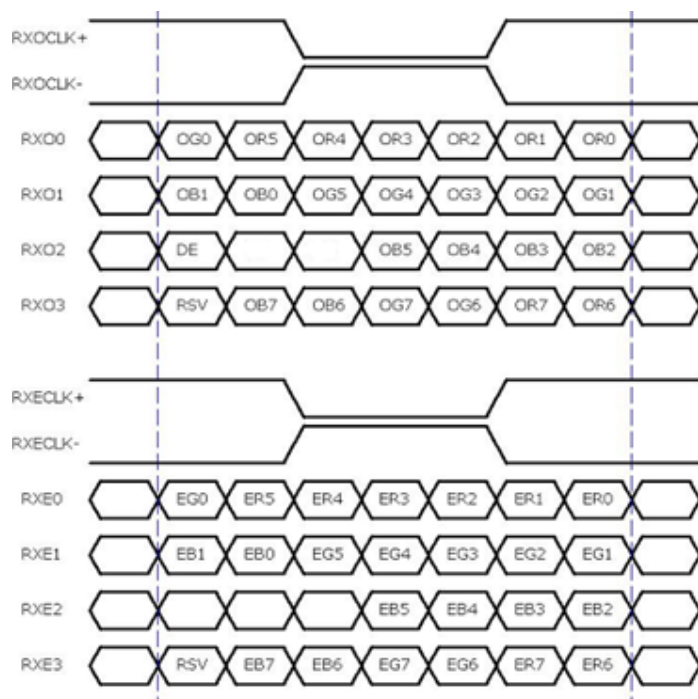 RXOCLK+
RXOCLK-
RXO0 OG0 OR5 OR4 OR3 OR2 OR1 OR0
RXO1 OB1 OB0 OG5 OG4 OG3 OG2 OG1
RXO2 DE OB5 OB4 OB3 OB2
RXO3 RSV OB7 OB6 OG7 OG6 OR7 OR6
RXECLK+
RXECLK-
RXE0 EG0 ER5 ER4 ER3 ER2 ER1 ER0
RXE1 EB1 EB0 EG5 EG4 EG3 EG2 EG1
RXE2 EB5 EB4 EB3 EB2
RXE3 RSV EB7 EB6 EG7 EG6 ER7 ER6